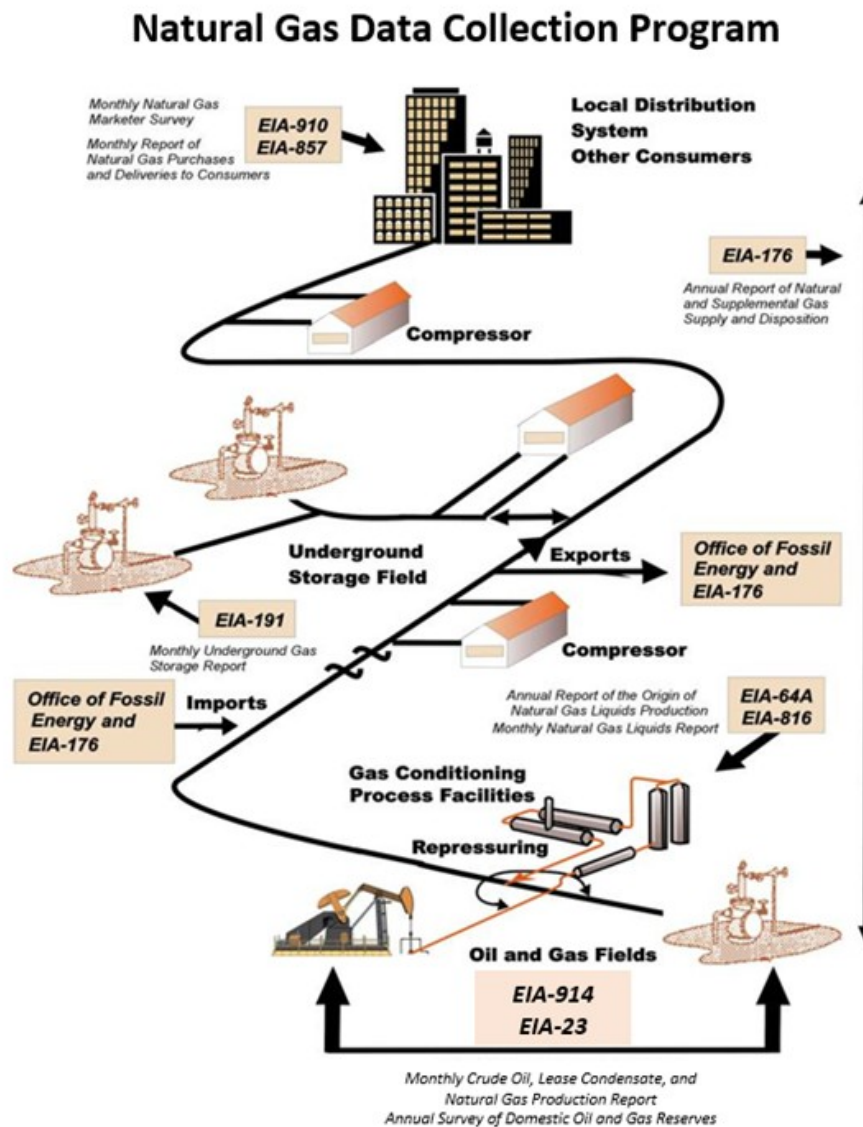 Natural Gas Data Collection Program
Monthly Natural Gas
Marketer Survey
Monthly Report of
Natural Gas Purchases
and Deliveries to Consumers
EIA-910
EIA-857
Local Distribution
System
Other Consumers
EIA-176
Annual Report of Natural
and Supplemental Gas
Supply and Disposition
Compressor
Underground
Storage Field
Exports
Office of Fossil
Energy and
EIA-176
EIA-191
Monthly Underground Gas
Storage Report
Compressor
Office of Fossil
Energy and
EIA-176
Imports
Annual Report of the Origin of
Natural Gas Liquids Production
Monthly Natural Gas Liquids Report
EIA-64A
EIA-816
Gas Conditioning
Process Facilities
Repressuring
Oil and Gas Fields
EIA-914
EIA-23
Monthly Crude Oil, Lease Condensate, and
Natural Gas Production Report
Annual Survey of Domestic Oil and Gas Reserves